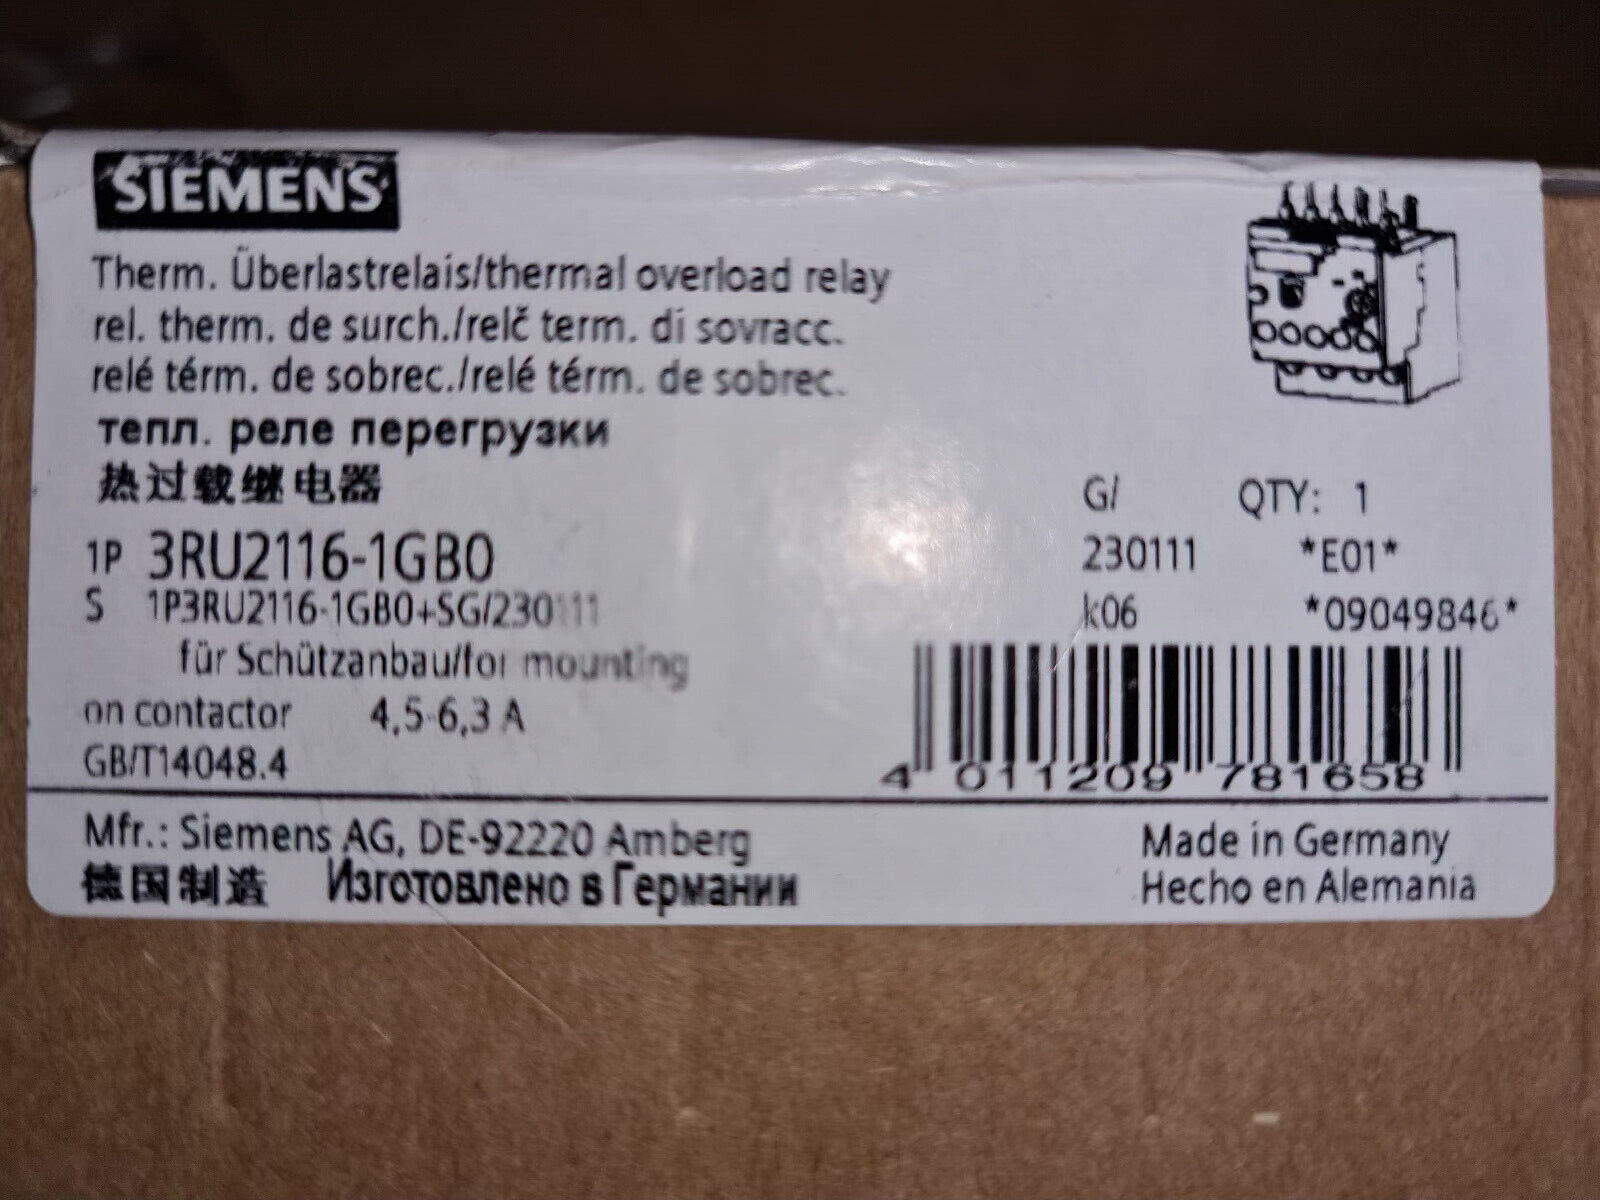 SIEMENS
Therm. Überlastrelais/thermal overload relay
rel. therm. de surch./relč term. di sovracc.
relé térm. de sobrec./relé térm. de sobrec.
тепл. реле перегрузки
热过载继电器
G/ QTY: 1
1P 3RU2116-1GB0 230111 *E01*
S 1P3RU2116-1GB0+SG/230111 k06 *09049846*
für Schützanbau/for mounting
on contactor 4,5-6,3 A
GB/T14048.4
4 011209 781658
Mfr.: Siemens AG, DE-92220 Amberg Made in Germany
德国制造 Изготовлено в Германии Hecho en Alemania